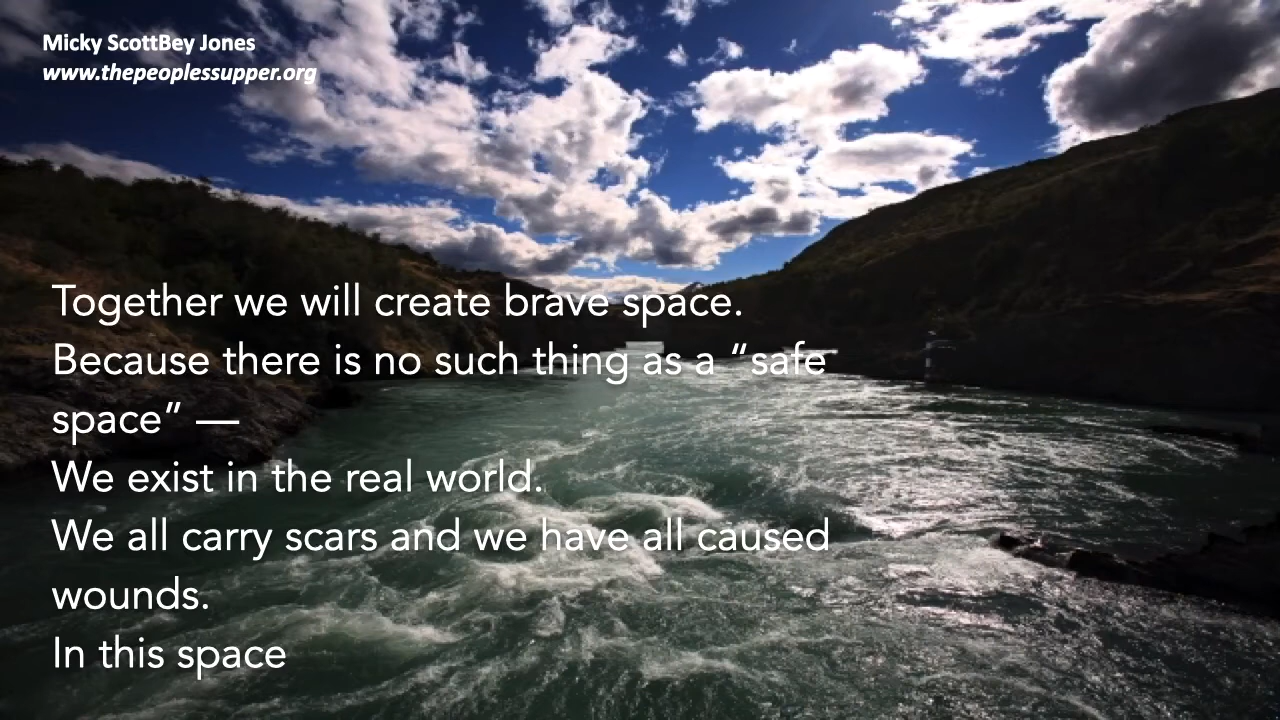 Micky ScottBey Jones
www.thepeoplessupper.org
Together we will create brave space.
Because there is no such thing as a “safe
space” —
We exist in the real world.
We all carry scars and we have all caused
wounds.
In this space